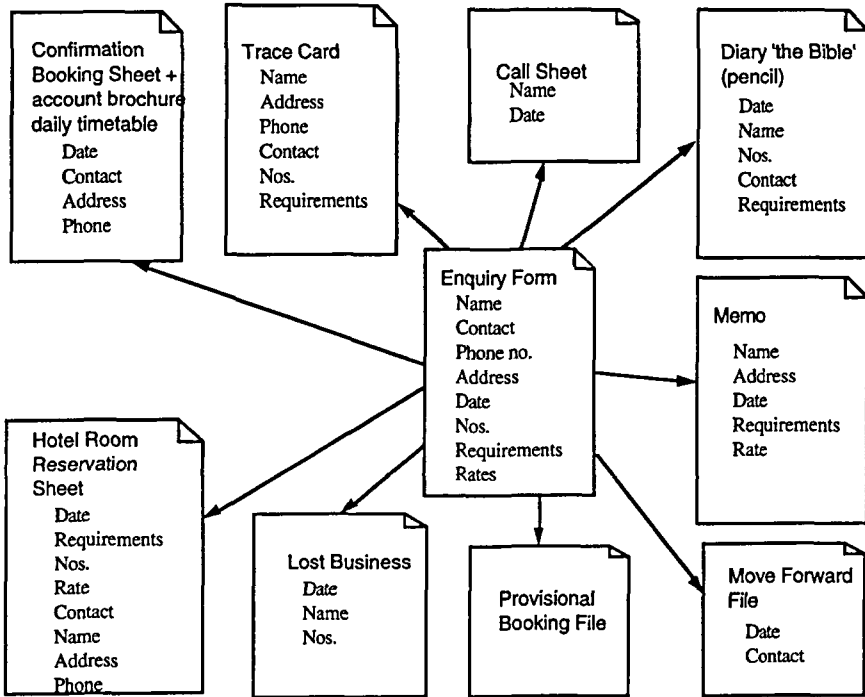 Confirmation
Booking Sheet +
account brochure
daily timetable
Date
Contact
Address
Phone
Trace Card
Name
Address
Phone
Contact
Nos.
Requirements
Call Sheet
Name
Date
Diary 'the Bible'
(pencil)
Date
Name
Nos.
Contact
Requirements
Enquiry Form
Name
Contact
Phone no.
Address
Date
Nos.
Requirements
Rates
Memo
Name
Address
Date
Requirements
Rate
Hotel Room
Reservation
Sheet
Date
Requirements
Nos.
Rate
Contact
Name
Address
Phone
Lost Business
Date
Name
Nos.
Provisional
Booking File
Move Forward
File
Date
Contact